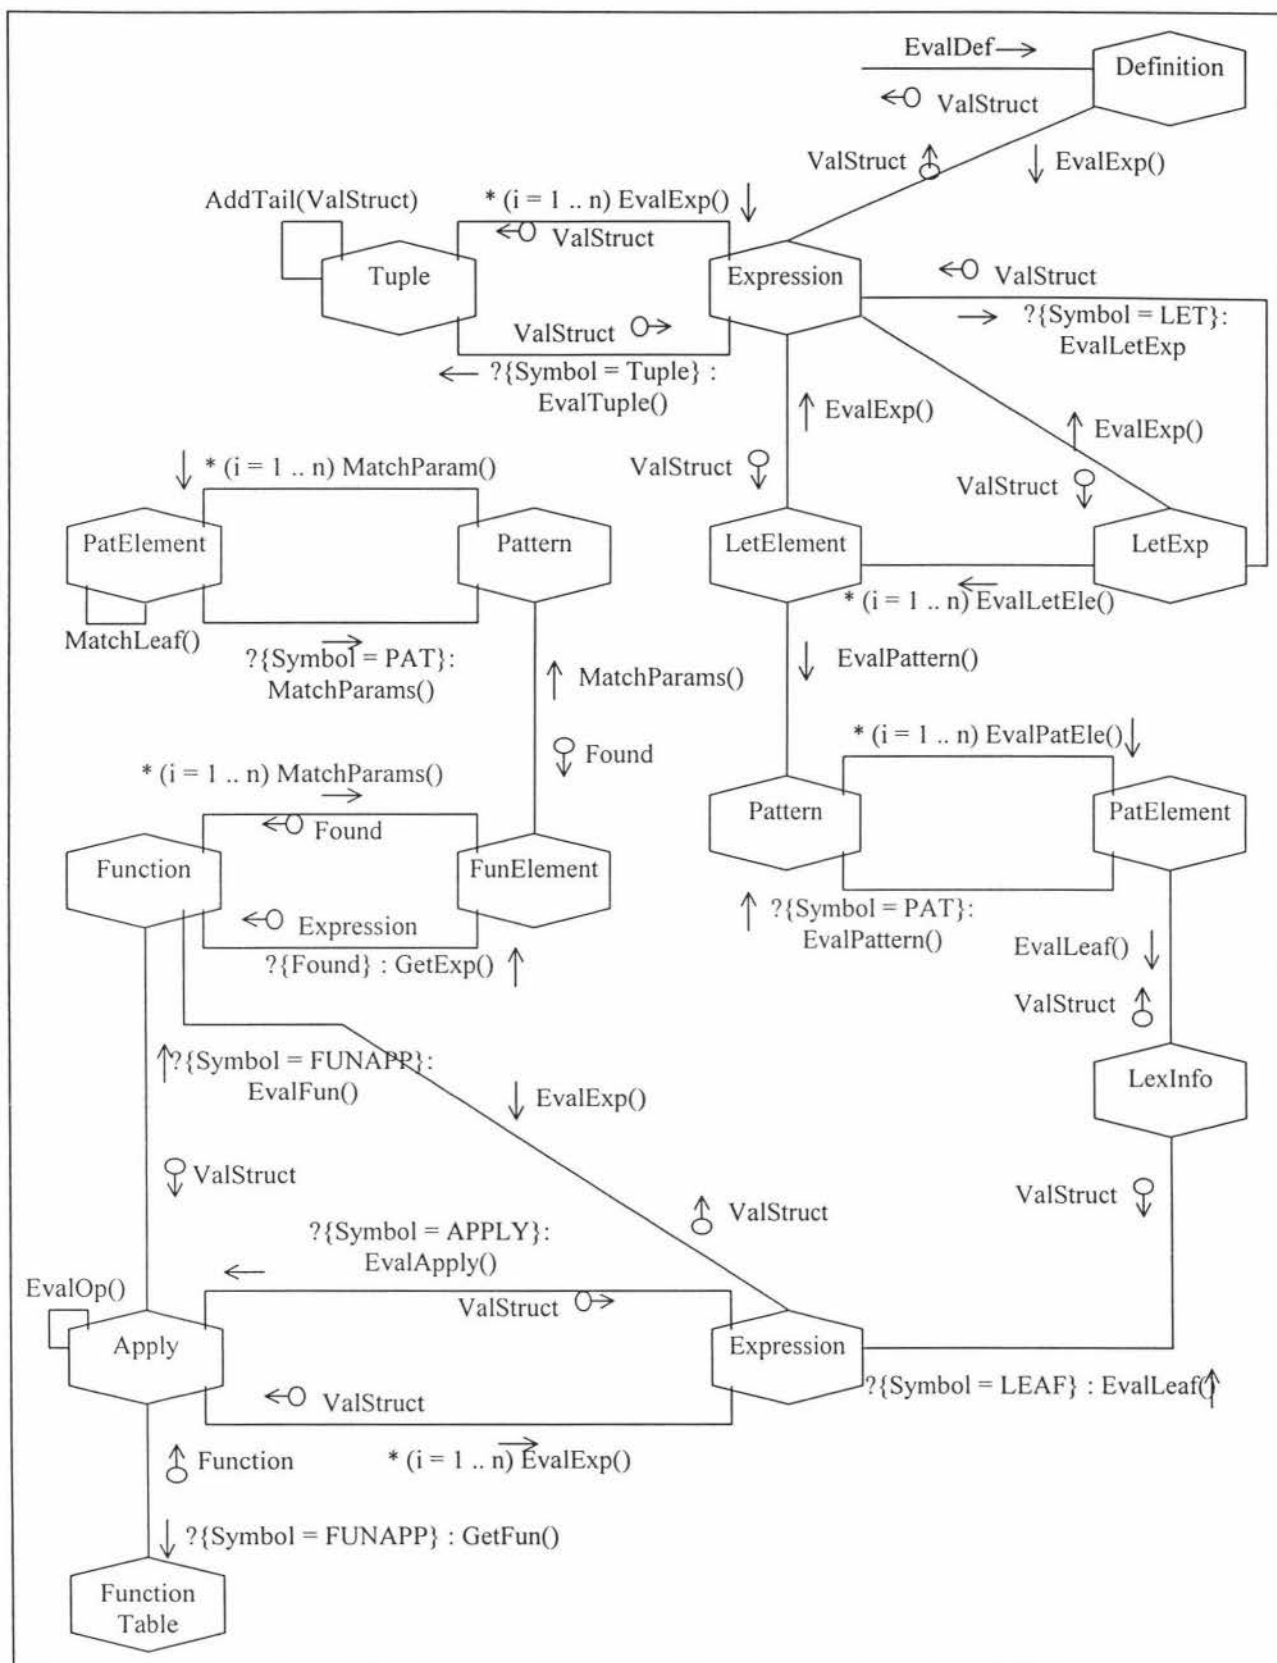 EvalDef
Definition
ValStruct
ValStruct
EvalExp()
AddTail(ValStruct)
* (i = 1 .. n) EvalExp()
ValStruct
Tuple
Expression
ValStruct
ValStruct
?{Symbol = LET}:
EvalLetExp
?{Symbol = Tuple} :
EvalTuple()
EvalExp()
EvalExp()
* (i = 1 .. n) MatchParam()
ValStruct
ValStruct
PatElement
Pattern
LetElement
LetExp
* (i = 1 .. n) EvalLetEle()
MatchLeaf()
?{Symbol = PAT}:
MatchParams()
EvalPattern()
MatchParams()
* (i = 1 .. n) EvalPatEle()
Found
* (i = 1 .. n) MatchParams()
Found
Pattern
PatElement
Function
FunElement
Expression
?{Symbol = PAT}:
EvalPattern()
?{Found} : GetExp()
EvalLeaf()
ValStruct
?{Symbol = FUNAPP}:
EvalFun()
LexInfo
EvalExp()
ValStruct
ValStruct
ValStruct
?{Symbol = APPLY}:
EvalApply()
EvalOp()
ValStruct
Apply
Expression
?{Symbol = LEAF} : EvalLeaf()
ValStruct
Function
* (i = 1 .. n) EvalExp()
?{Symbol = FUNAPP} : GetFun()
Function
Table